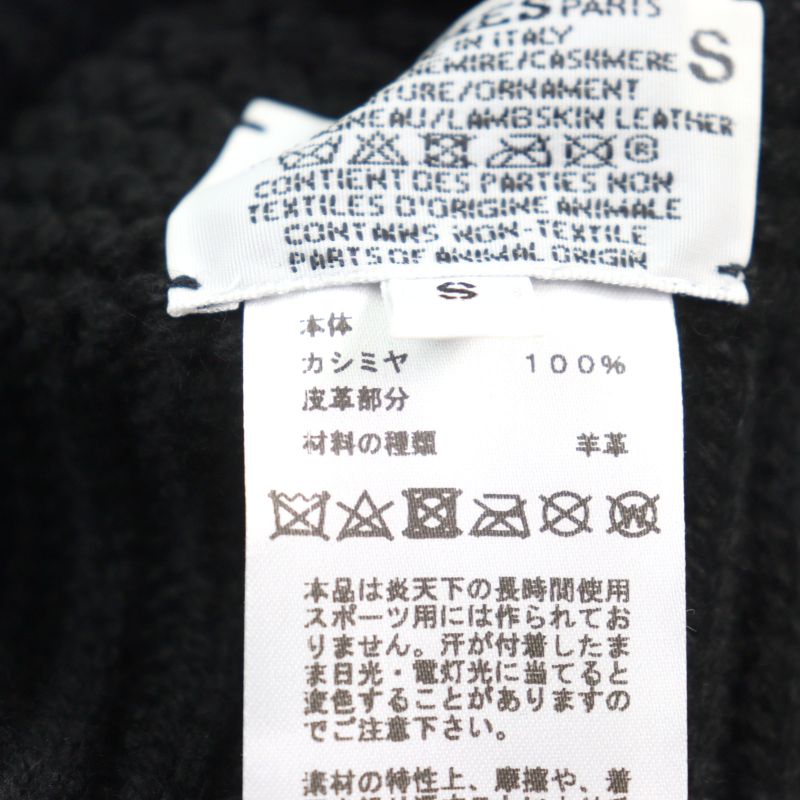 PARIS
IN ITALY
/CASHMERE
S
/ORNAMENT
/LAMBSKIN LEATHER
CONTIENT DES PARTIES NON
TEXTILES D'ORIGINE ANIMALE
CONTAINS NON-TEXTILE
PARTS OF ANIMAL ORIGIN
S
本体
カシミヤ 100%
皮革部分
材料の種類 羊革
W
本品は炎天下の長時間使用
スポーツ用には作られてお
りません。汗が付着したま
ま日光・電灯光に当てると
変色することがありますの
でご注意下さい。
素材の特性上、摩擦や、着